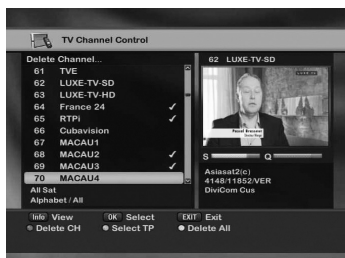 TV Channel Control
Delete Channel...
61 TVE
62 LUXE-TV-SD
63 LUXE-TV-HD
64 France 24 ✓
65 RTPi ✓
66 Cubavision
67 MACAU1
68 MACAU2 ✓
69 MACAU3 ✓
70 MACAU4
All Sat
Alphabet / All
62 LUXE-TV-SD
S Q
Asiasat2(c)
4148/11852/VER
DiviCom Cus
Info View OK Select EXIT Exit
Delete CH Select TP Delete All